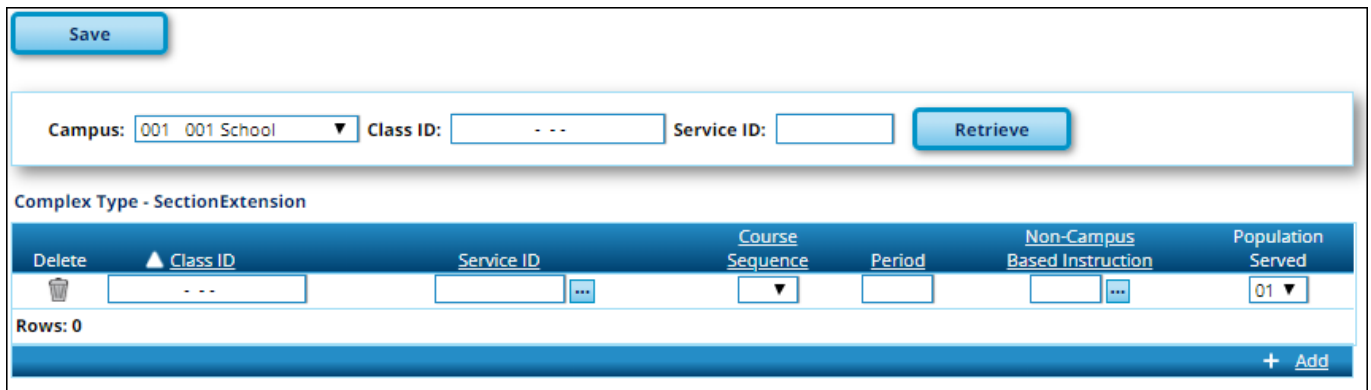 Save
Campus: 001 001 School ▼ Class ID: - - - Service ID: Retrieve
Complex Type - SectionExtension
Course Non-Campus Population
Delete Class ID Service ID Sequence Period Based Instruction Served
- - - ... ▼ ... 01 ▼
Rows: 0
+ Add